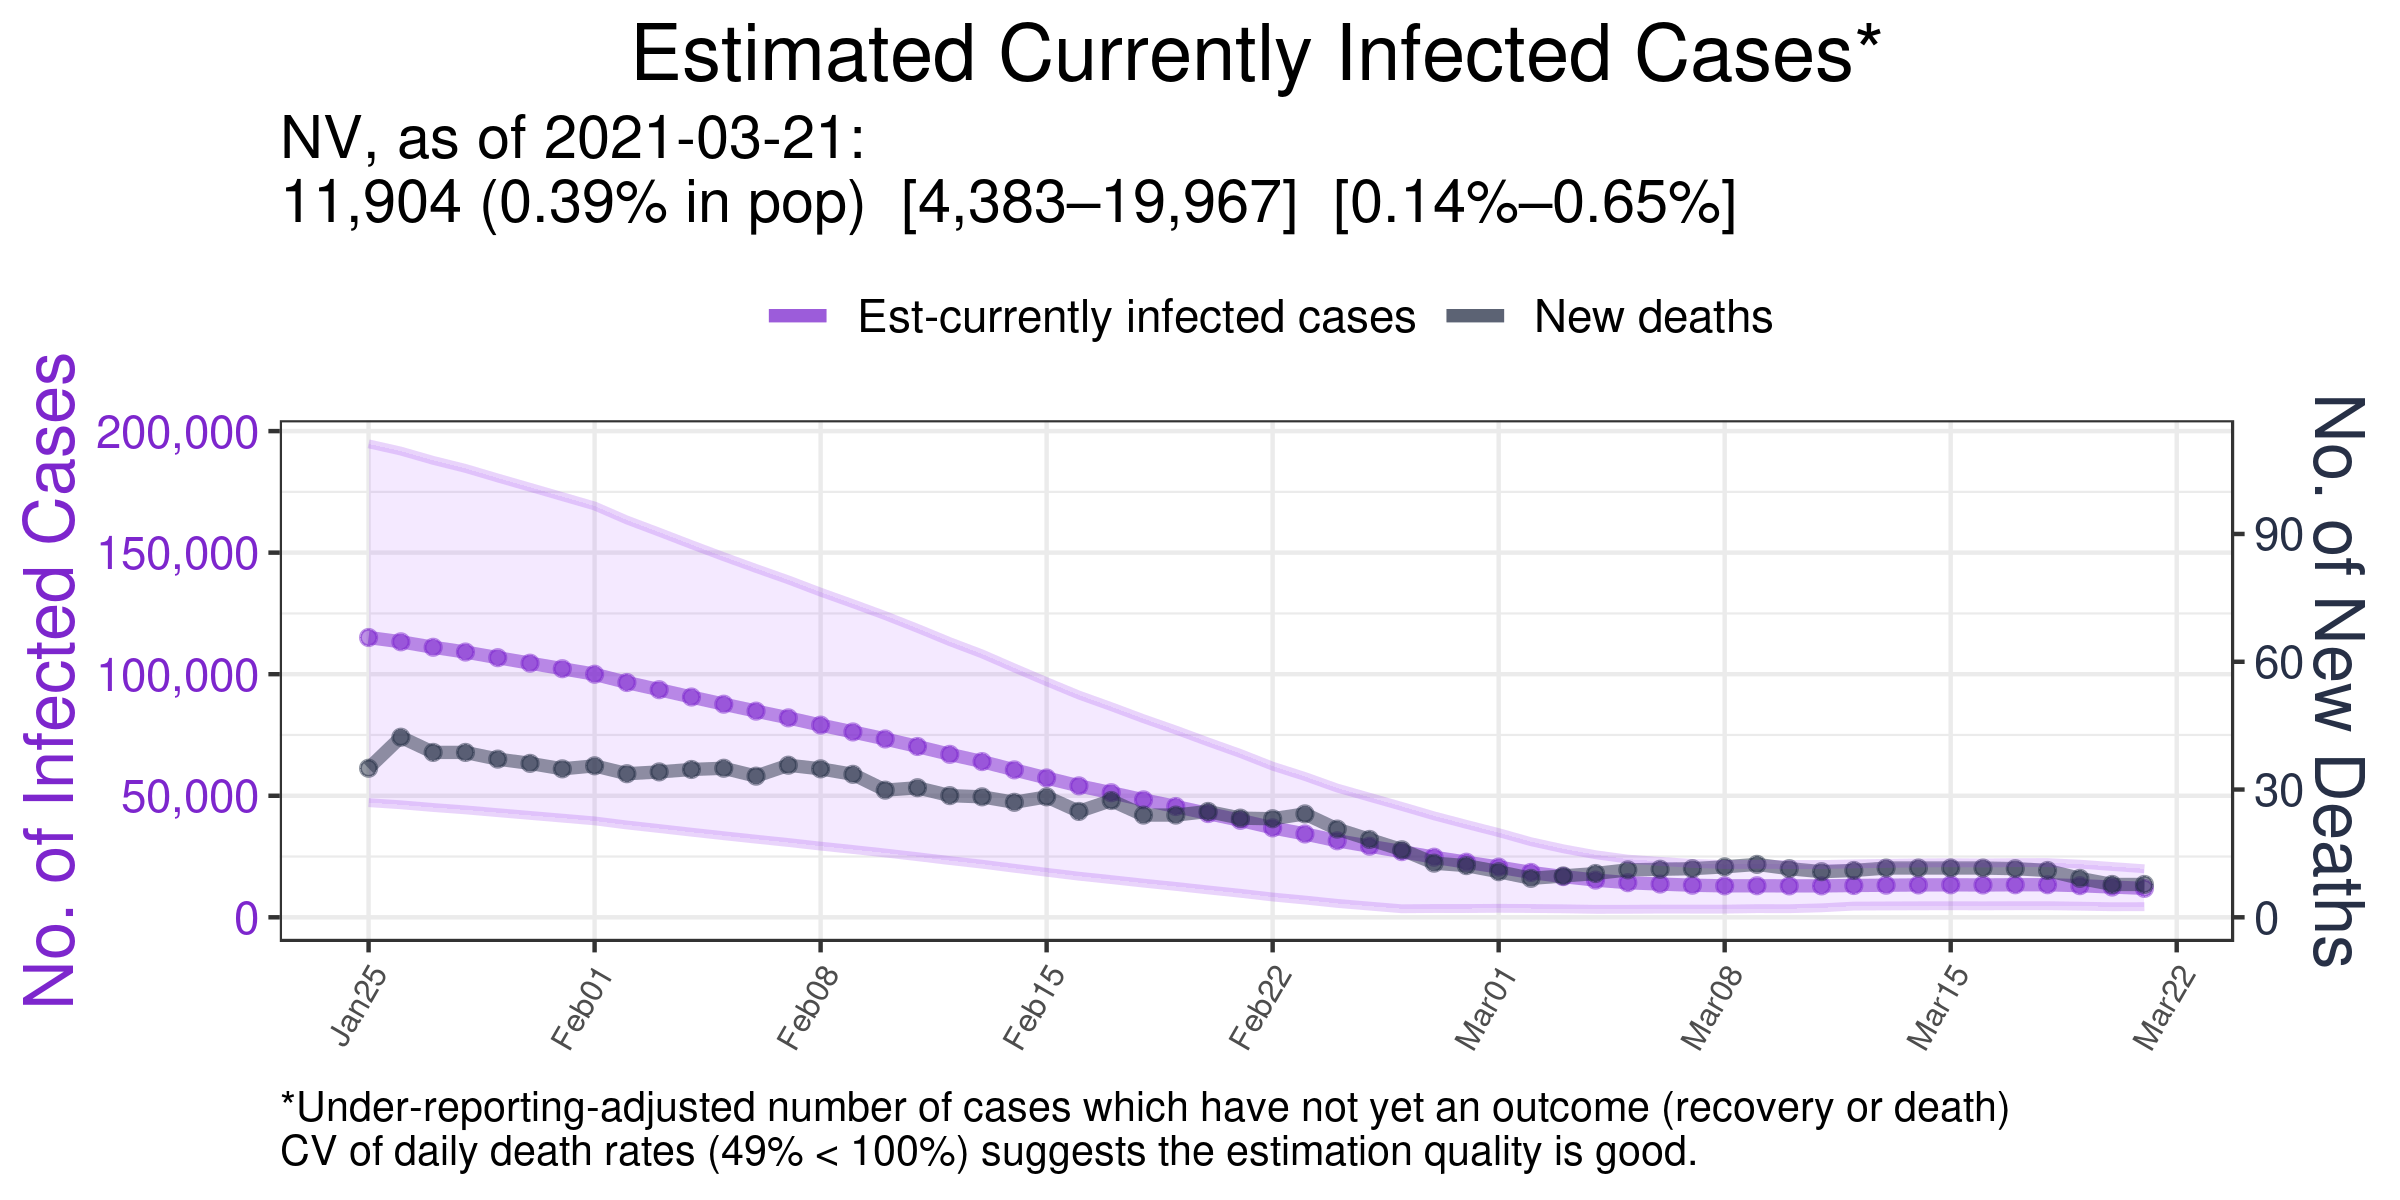 Estimated Currently Infected Cases*
NV, as of 2021-03-21:
11,904 (0.39% in pop)  [4,383–19,967]  [0.14%–0.65%]
Est-currently infected cases
New deaths
No. of Infected Cases
200,000
150,000
100,000
50,000
0
90
60
30
0
No. of New Deaths
Jan25
Feb01
Feb08
Feb15
Feb22
Mar01
Mar08
Mar15
Mar22
*Under-reporting-adjusted number of cases which have not yet an outcome (recovery or death)
CV of daily death rates (49% < 100%) suggests the estimation quality is good.